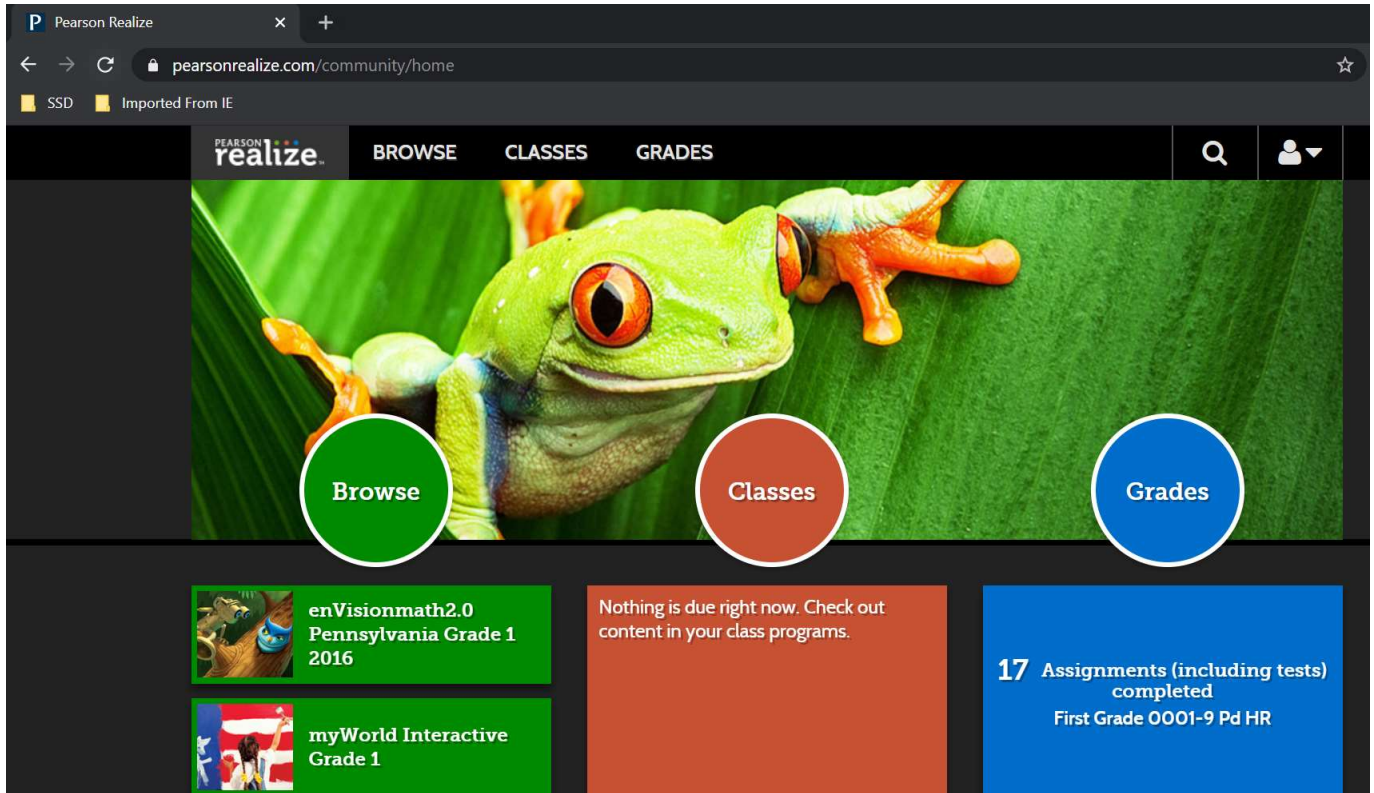 Pearson Realize
pearsonrealize.com/community/home
SSD Imported From IE
PEARSON
realize™ BROWSE CLASSES GRADES
Browse Classes Grades
enVisionmath2.0
Pennsylvania Grade 1
2016
myWorld Interactive
Grade 1
Nothing is due right now. Check out
content in your class programs.
17 Assignments (including tests)
completed
First Grade 0001-9 Pd HR